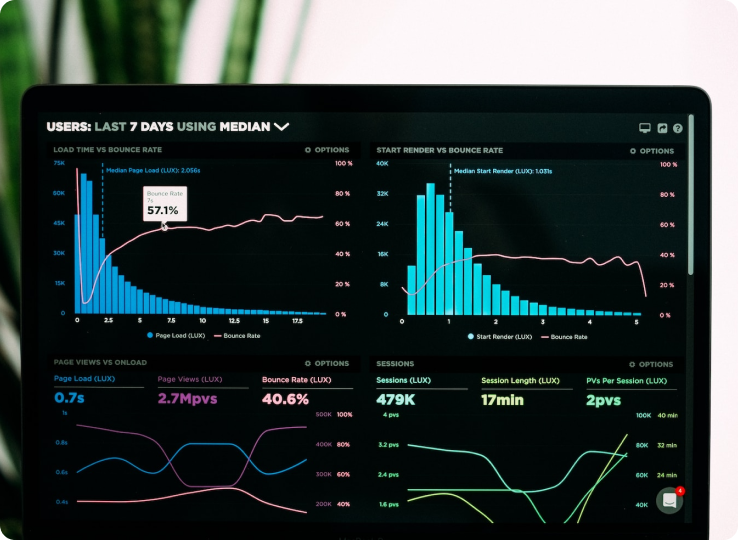 USERS: LAST 7 DAYS USING MEDIAN
LOAD TIME VS BOUNCE RATE
OPTIONS
75K
60K
45K
30K
15K
0
Median Page Load (LUX): 2.056s
Bounce Rate
7s
57.1%
100 %
80 %
60 %
40 %
20 %
0 %
0 2.5 5 7.5 10 12.5 15 17.5
Page Load (LUX) Bounce Rate
START RENDER VS BOUNCE RATE
OPTIONS
40K
32K
24K
16K
8K
0
Median Start Render (LUX): 1.031s
100 %
80 %
60 %
40 %
20 %
0 %
0 1 2 3 4 5
Start Render (LUX) Bounce Rate
PAGE VIEWS VS ONLOAD
OPTIONS
Page Load (LUX) Page Views (LUX) Bounce Rate (LUX)
0.7s 2.7Mpvs 40.6%
1s
0.8s
0.6s
0.4s
500K 100%
400K 80%
300K 60%
200K 40%
SESSIONS
OPTIONS
Sessions (LUX) Session Length (LUX) PVs Per Session (LUX)
479K 17min 2pvs
4 pvs
3.2 pvs
2.4 pvs
1.6 pvs
100K 40 min
80K 32 min
60K 24 min
40K
4